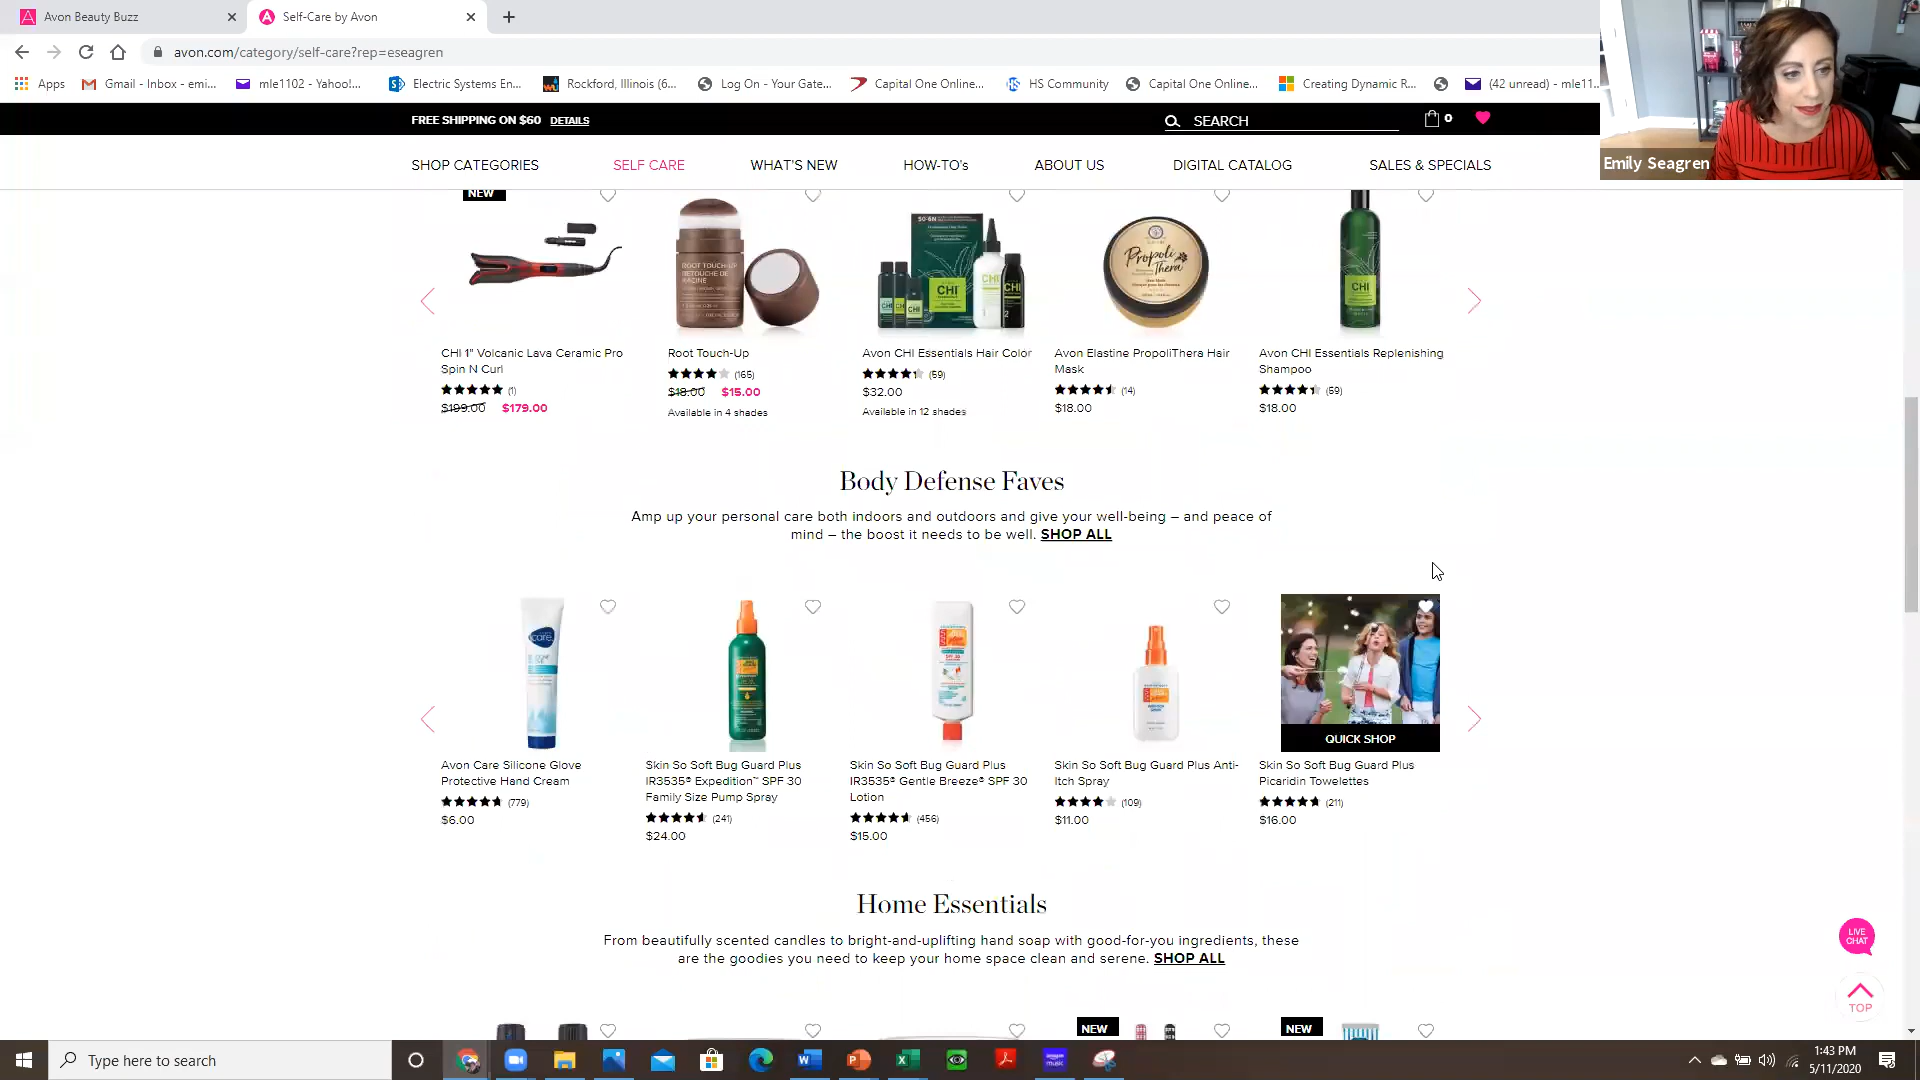 Avon Beauty Buzz
Self-Care by Avon
avon.com/category/self-care?rep=eseagren
Apps
Gmail - Inbox - emi...
mle1102 - Yahoo!...
Electric Systems En...
Rockford, Illinois (6...
Log On - Your Gate...
Capital One Online...
HS Community
Capital One Online...
Creating Dynamic R...
(42 unread) - mle11...
Emily Seagren
FREE SHIPPING ON $60 DETAILS
SEARCH
0
SHOP CATEGORIES
SELF CARE
WHAT'S NEW
HOW-TO's
ABOUT US
DIGITAL CATALOG
SALES & SPECIALS
NEW
ROOT TOUCH-UP
RETOUCHE DE
RACINE
CHI
CHI
Propoli
Thera
CHI
CHI 1" Volcanic Lava Ceramic Pro
Spin N Curl
(1)
$199.00 $179.00
Root Touch-Up
(165)
$18.00 $15.00
Available in 4 shades
Avon CHI Essentials Hair Color
(59)
$32.00
Available in 12 shades
Avon Elastine PropoliThera Hair
Mask
(14)
$18.00
Avon CHI Essentials Replenishing
Shampoo
(59)
$18.00
Body Defense Faves
Amp up your personal care both indoors and outdoors and give your well-being – and peace of
mind – the boost it needs to be well. SHOP ALL
care
QUICK SHOP
Avon Care Silicone Glove
Protective Hand Cream
(779)
$6.00
Skin So Soft Bug Guard Plus
IR3535® Expedition™ SPF 30
Family Size Pump Spray
(241)
$24.00
Skin So Soft Bug Guard Plus
IR3535® Gentle Breeze® SPF 30
Lotion
(456)
$15.00
Skin So Soft Bug Guard Plus Anti-
Itch Spray
(109)
$11.00
Skin So Soft Bug Guard Plus
Picaridin Towelettes
(211)
$16.00
Home Essentials
From beautifully scented candles to bright-and-uplifting hand soap with good-for-you ingredients, these
are the goodies you need to keep your home space clean and serene. SHOP ALL
LIVE
CHAT
TOP
NEW
NEW
Type here to search
1:43 PM
5/11/2020